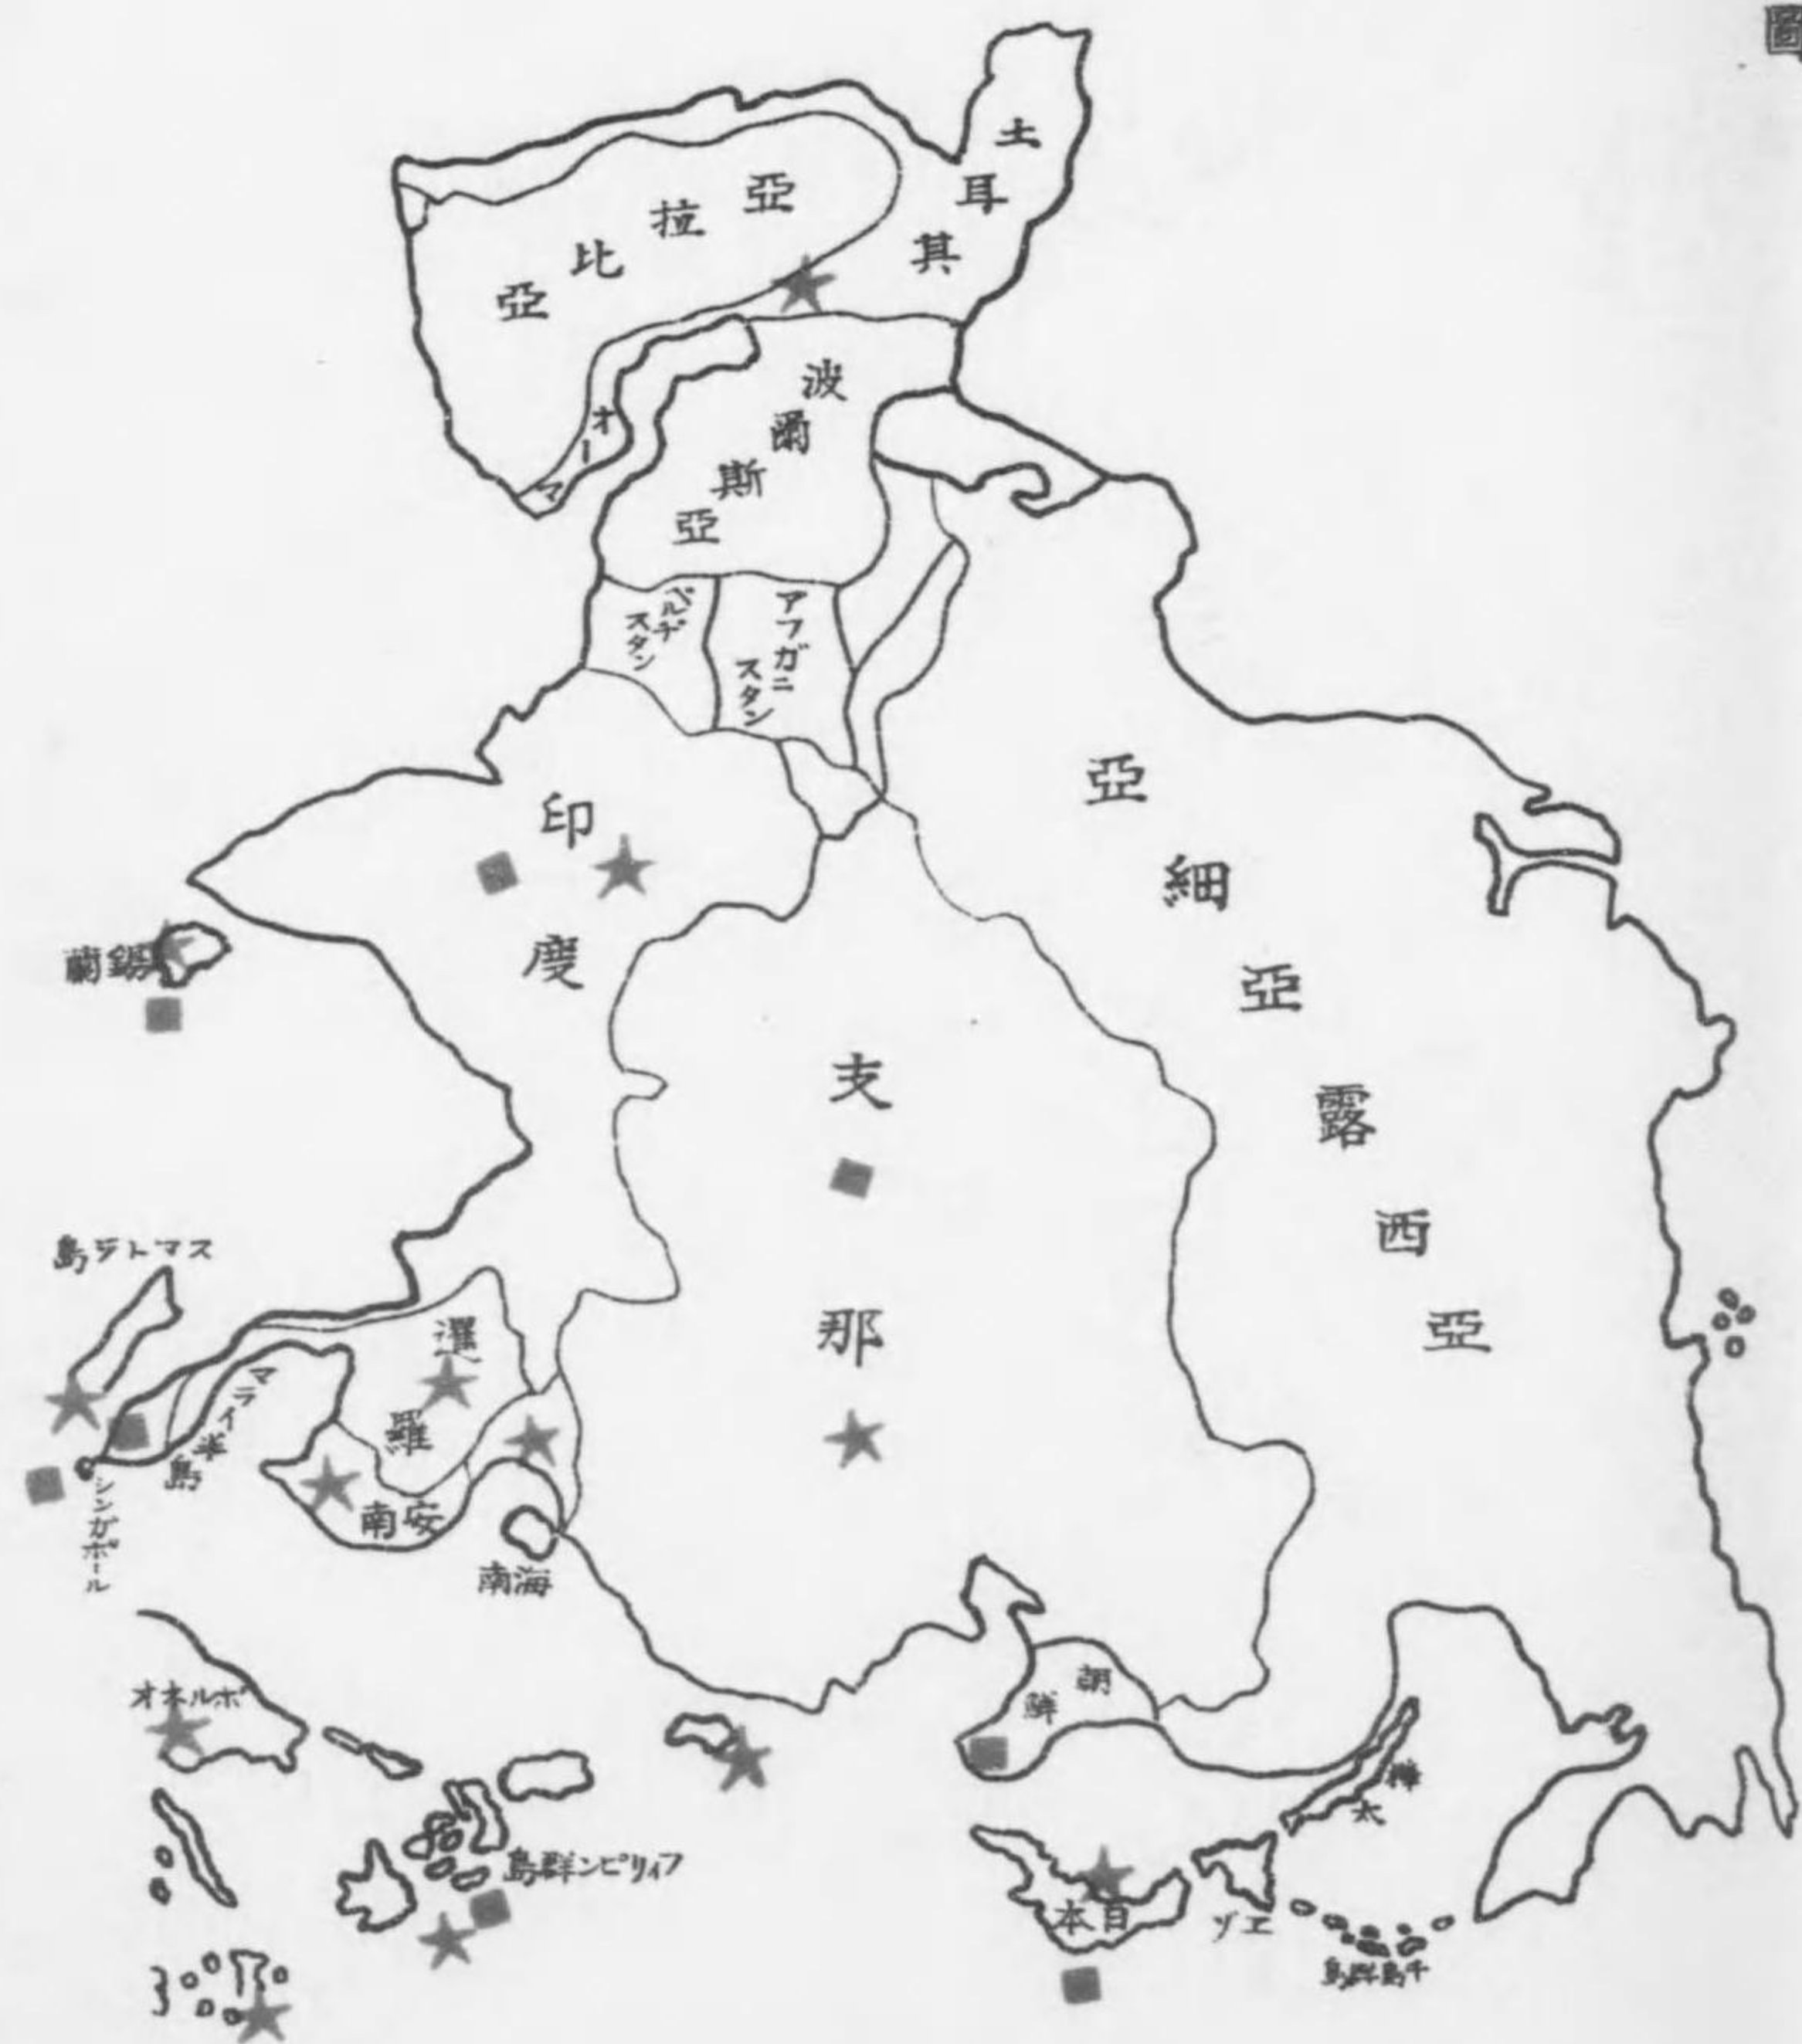 圖
土耳其
亞拉比亞
オーマ
波爾斯亞
ベルヂスタン
アフガニスタン
印度
錫蘭
亞細亞露西亞
支那
スマトラ島
暹羅
マライ半島
シンガポール
安南
海南
ボルネオ
フィリピン群島
朝鮮
樺太
日本
エゾ
千島群島